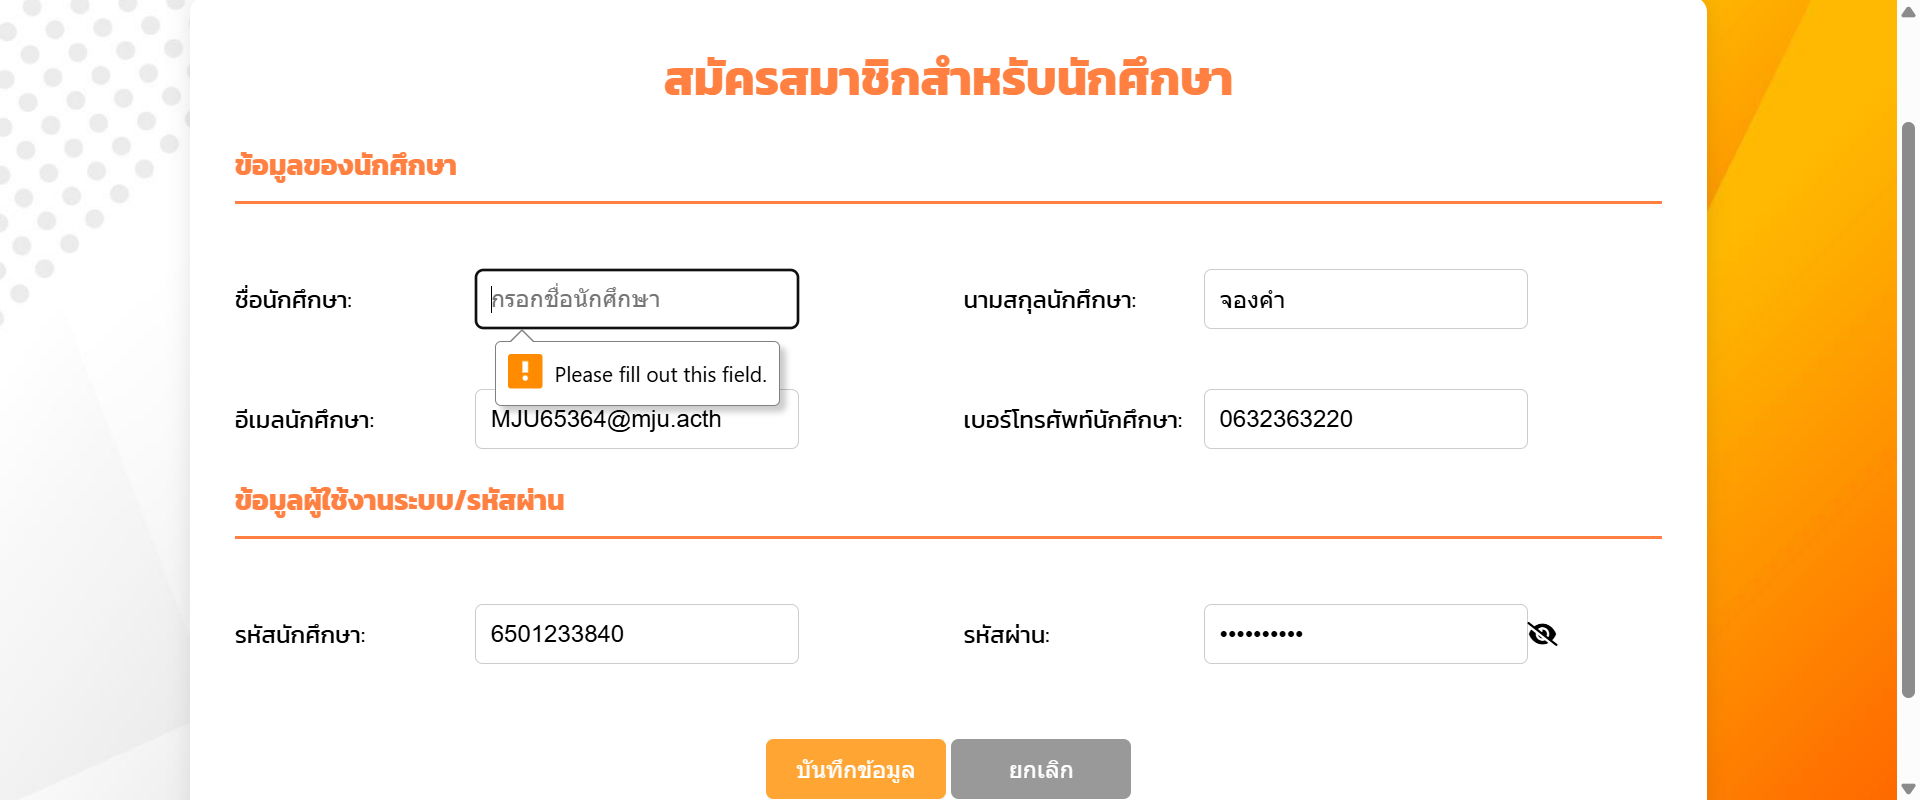 สมัครสมาชิกสำหรับนักศึกษา
ข้อมูลของนักศึกษา
ชื่อนักศึกษา: กรอกชื่อนักศึกษา นามสกุลนักศึกษา: จองคำ
Please fill out this field.
อีเมลนักศึกษา: MJU65364@mju.acth เบอร์โทรศัพท์นักศึกษา: 0632363220
ข้อมูลผู้ใช้งานระบบ/รหัสผ่าน
รหัสนักศึกษา: 6501233840 รหัสผ่าน: ••••••••••
บันทึกข้อมูล ยกเลิก